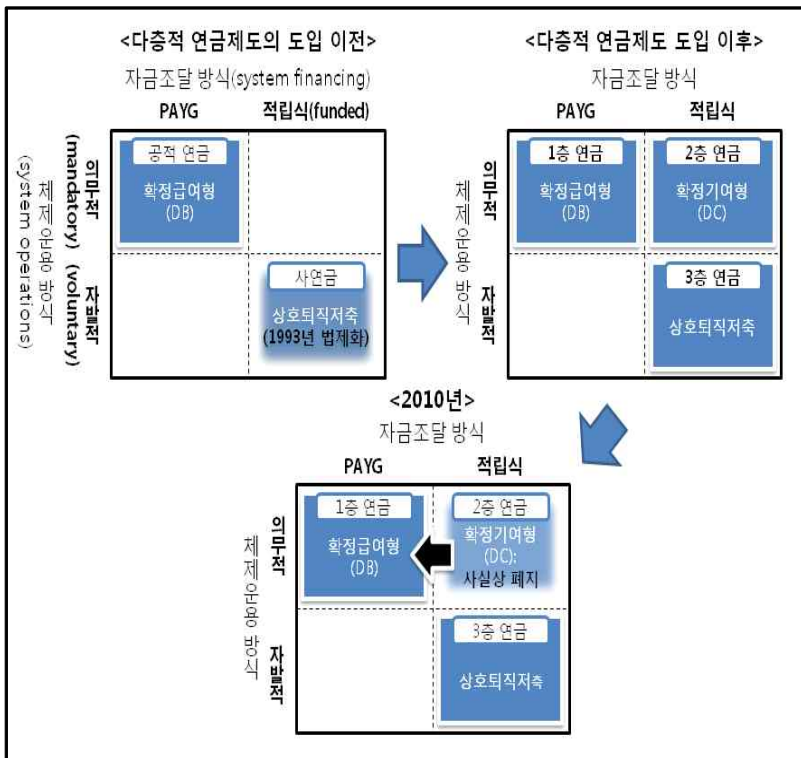 <다층적 연금제도의 도입 이전>
자금조달 방식(system financing)
PAYG 적립식(funded)
체제운용 방식
(system operations)
의무적
(mandatory)
자발적
(voluntary)
공적 연금
확정급여형
(DB)
사연금
상호퇴직저축
(1993년 법제화)
<다층적 연금제도 도입 이후>
자금조달 방식
PAYG 적립식
체제운용 방식
의무적
자발적
1층 연금
확정급여형
(DB)
2층 연금
확정기여형
(DC)
3층 연금
상호퇴직저축
<2010년>
자금조달 방식
PAYG 적립식
체제운용 방식
의무적
자발적
1층 연금
확정급여형
(DB)
2층 연금
확정기여형
(DC):
사실상 폐지
3층 연금
상호퇴직저축